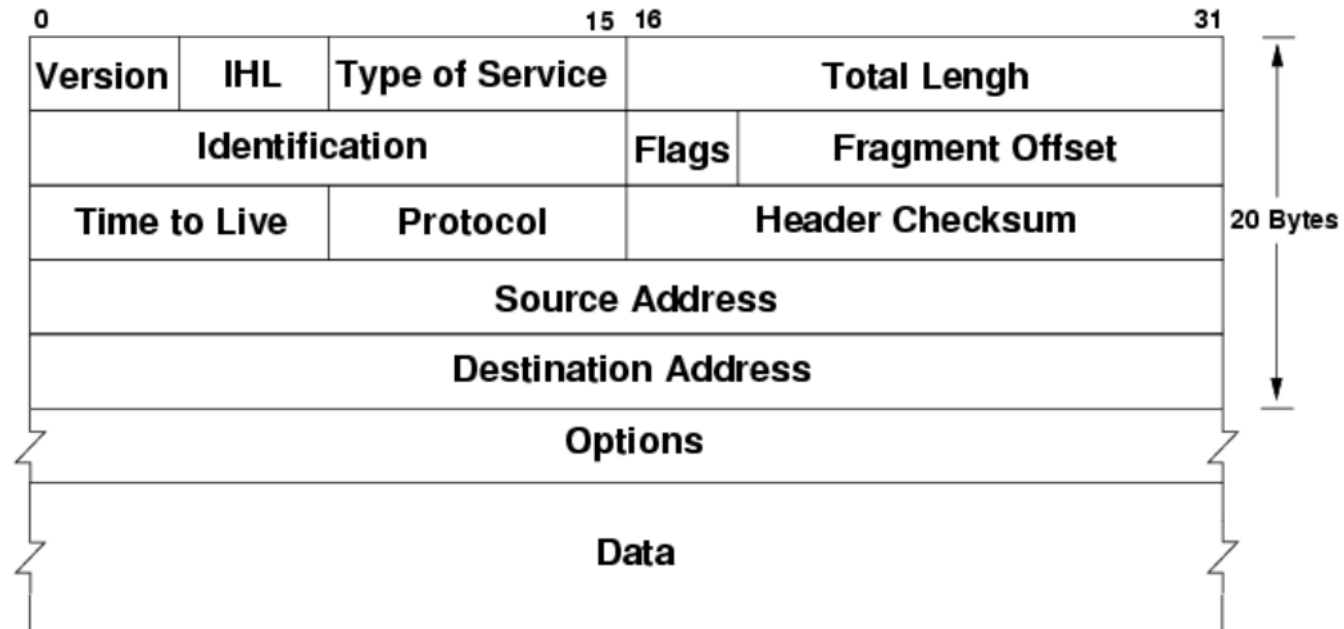 0 15 16 31
Version IHL Type of Service Total Lengh
Identification Flags Fragment Offset
Time to Live Protocol Header Checksum
20 Bytes
Source Address
Destination Address
Options
Data